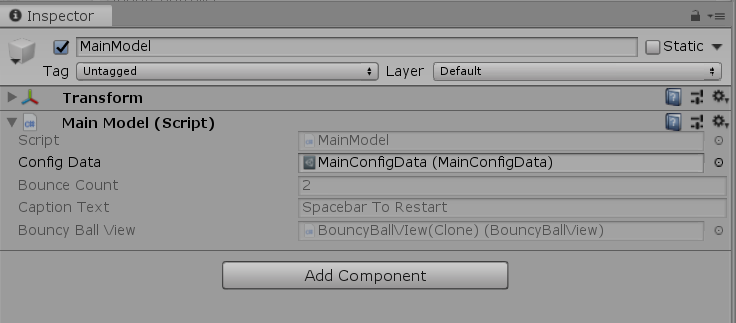 Inspector
MainModel Static
Tag Untagged Layer Default
Transform
Main Model (Script)
Script MainModel
Config Data MainConfigData (MainConfigData)
Bounce Count 2
Caption Text Spacebar To Restart
Bouncy Ball View BouncyBallVIew(Clone) (BouncyBallView)
Add Component